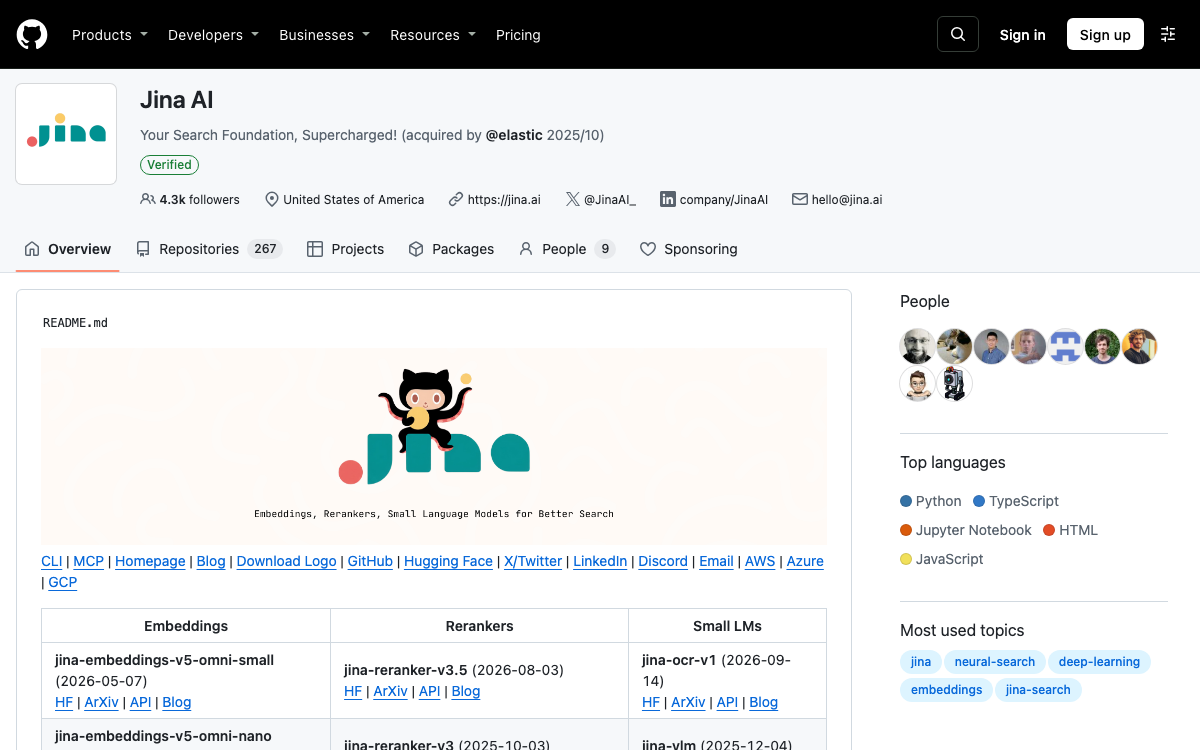 Products Developers Businesses Resources Pricing Sign in Sign up
jina
Jina AI
Your Search Foundation, Supercharged! (acquired by @elastic 2025/10)
Verified
4.3k followers United States of America https://jina.ai @JinaAI_ company/JinaAI hello@jina.ai
Overview Repositories 267 Projects Packages People 9 Sponsoring
README.md
jina
Embeddings, Rerankers, Small Language Models for Better Search
CLI | MCP | Homepage | Blog | Download Logo | GitHub | Hugging Face | X/Twitter | LinkedIn | Discord | Email | AWS | Azure
| GCP
Embeddings Rerankers Small LMs
jina-embeddings-v5-omni-small
(2026-05-07)
HF | ArXiv | API | Blog
jina-reranker-v3.5 (2026-08-03)
HF | ArXiv | API | Blog
jina-ocr-v1 (2026-09-
14)
HF | ArXiv | API | Blog
jina-embeddings-v5-omni-nano
jina-reranker-v3 (2025-10-03)
jina-vlm (2025-12-04)
People
Top languages
Python TypeScript
Jupyter Notebook HTML
JavaScript
Most used topics
jina neural-search deep-learning
embeddings jina-search